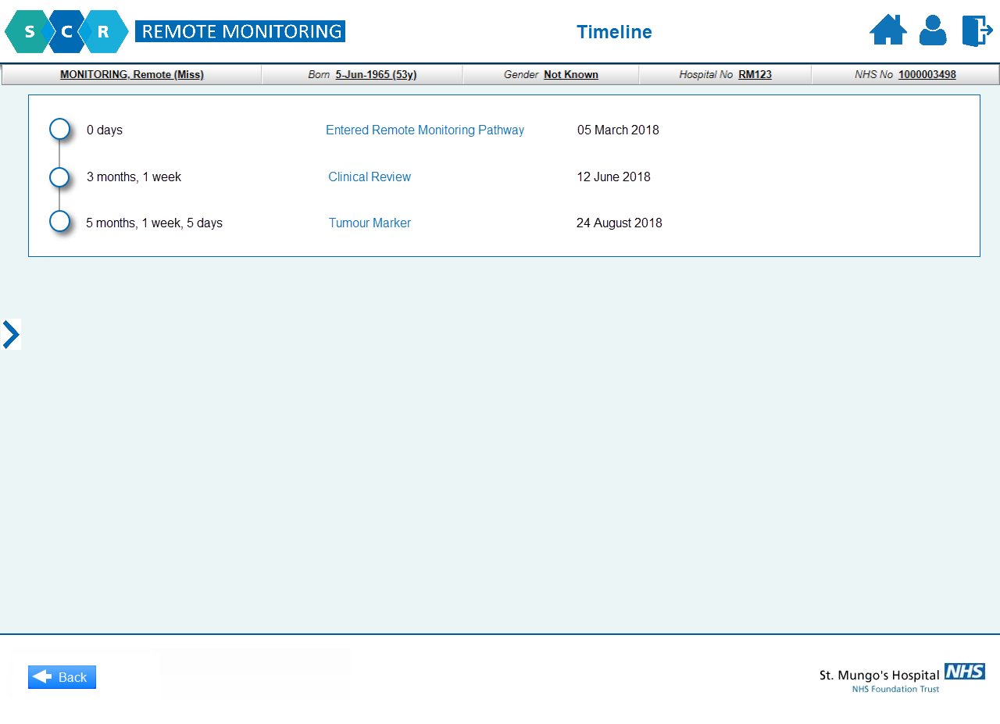 SCR REMOTE MONITORING Timeline
MONITORING, Remote (Miss) Born 5-Jun-1965 (53y) Gender Not Known Hospital No RM123 NHS No 1000003498
0 days Entered Remote Monitoring Pathway 05 March 2018
3 months, 1 week Clinical Review 12 June 2018
5 months, 1 week, 5 days Tumour Marker 24 August 2018
Back
St. Mungo's Hospital NHS
NHS Foundation Trust